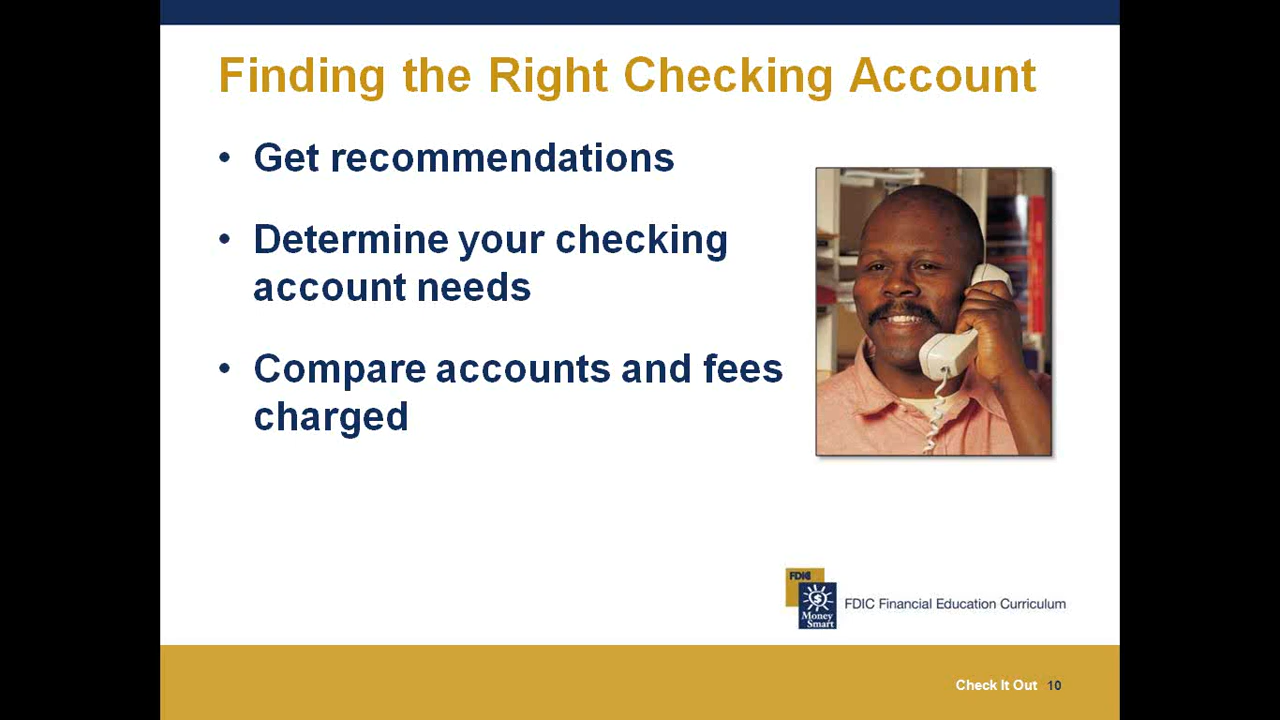 Finding the Right Checking Account
• Get recommendations
• Determine your checking
account needs
• Compare accounts and fees
charged
FDIC
$
Money
Smart
FDIC Financial Education Curriculum
Check It Out 10